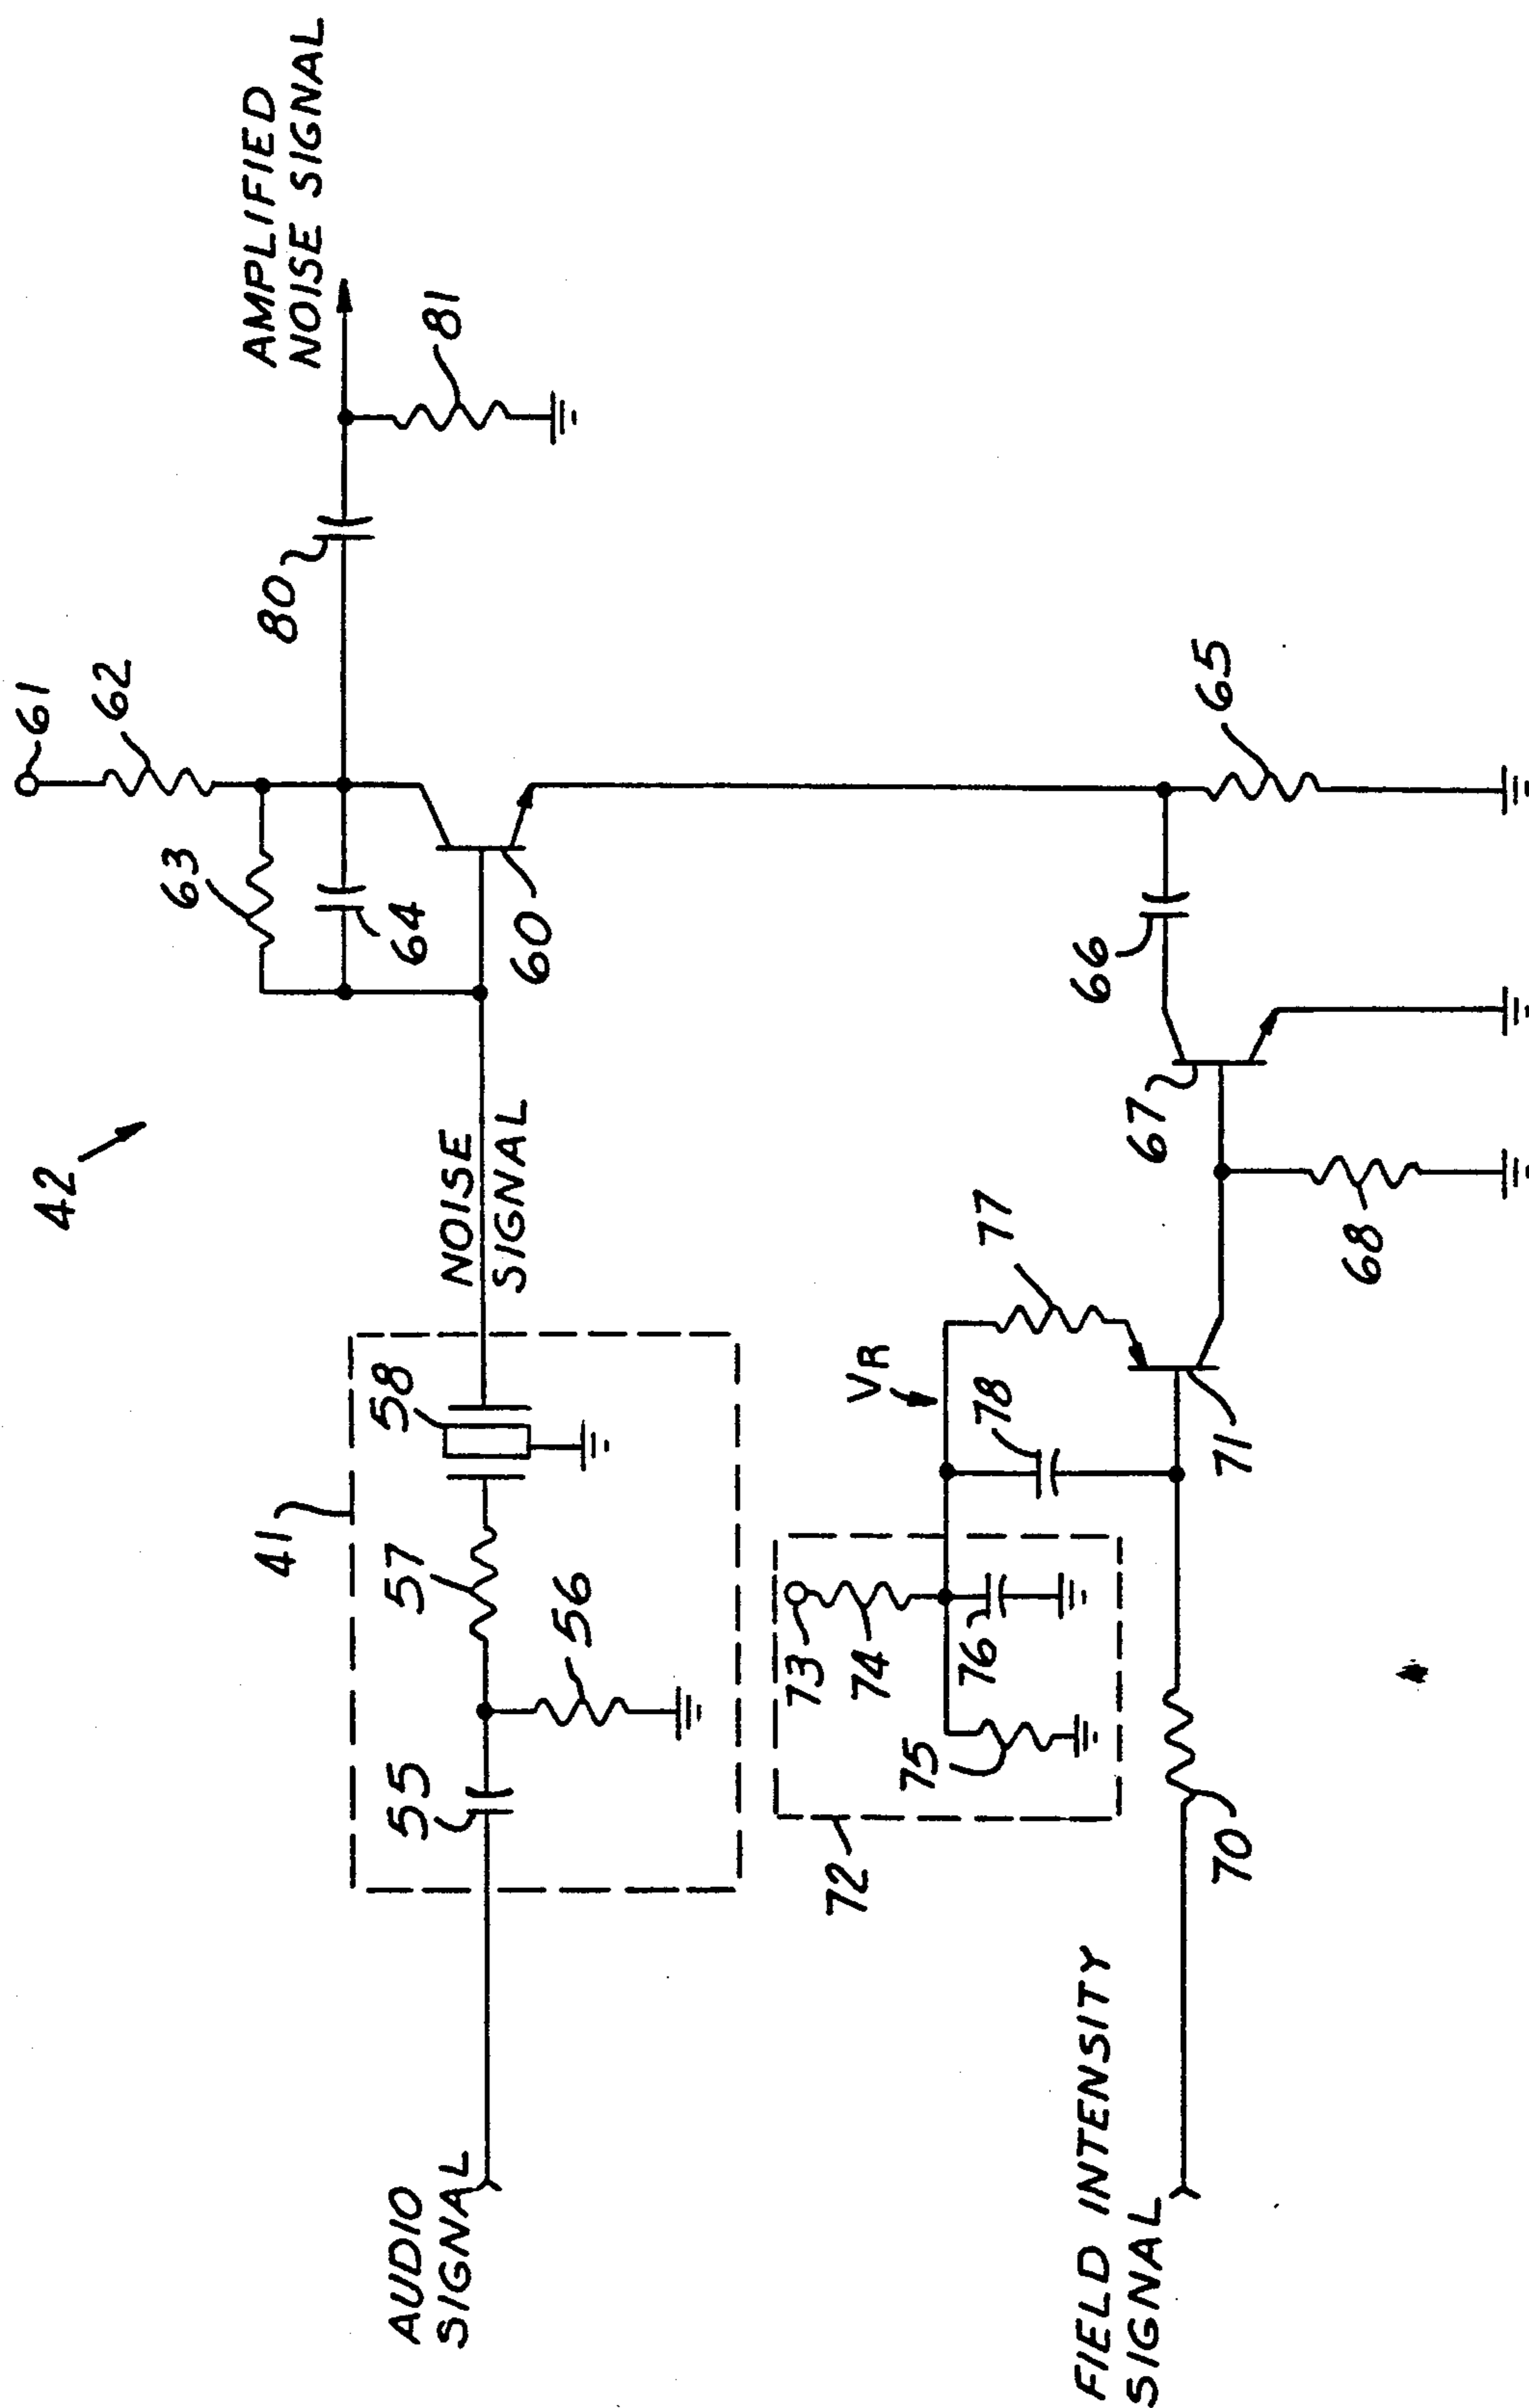 61
62
AMPLIFIED
NOISE SIGNAL
63
80
64
81
42
60
NOISE
SIGNAL
41
58
57
55
56
AUDIO
SIGNAL
66
65
67
77
VR
78
68
73
74
76
75
71
72
70
FIELD INTENSITY
SIGNAL